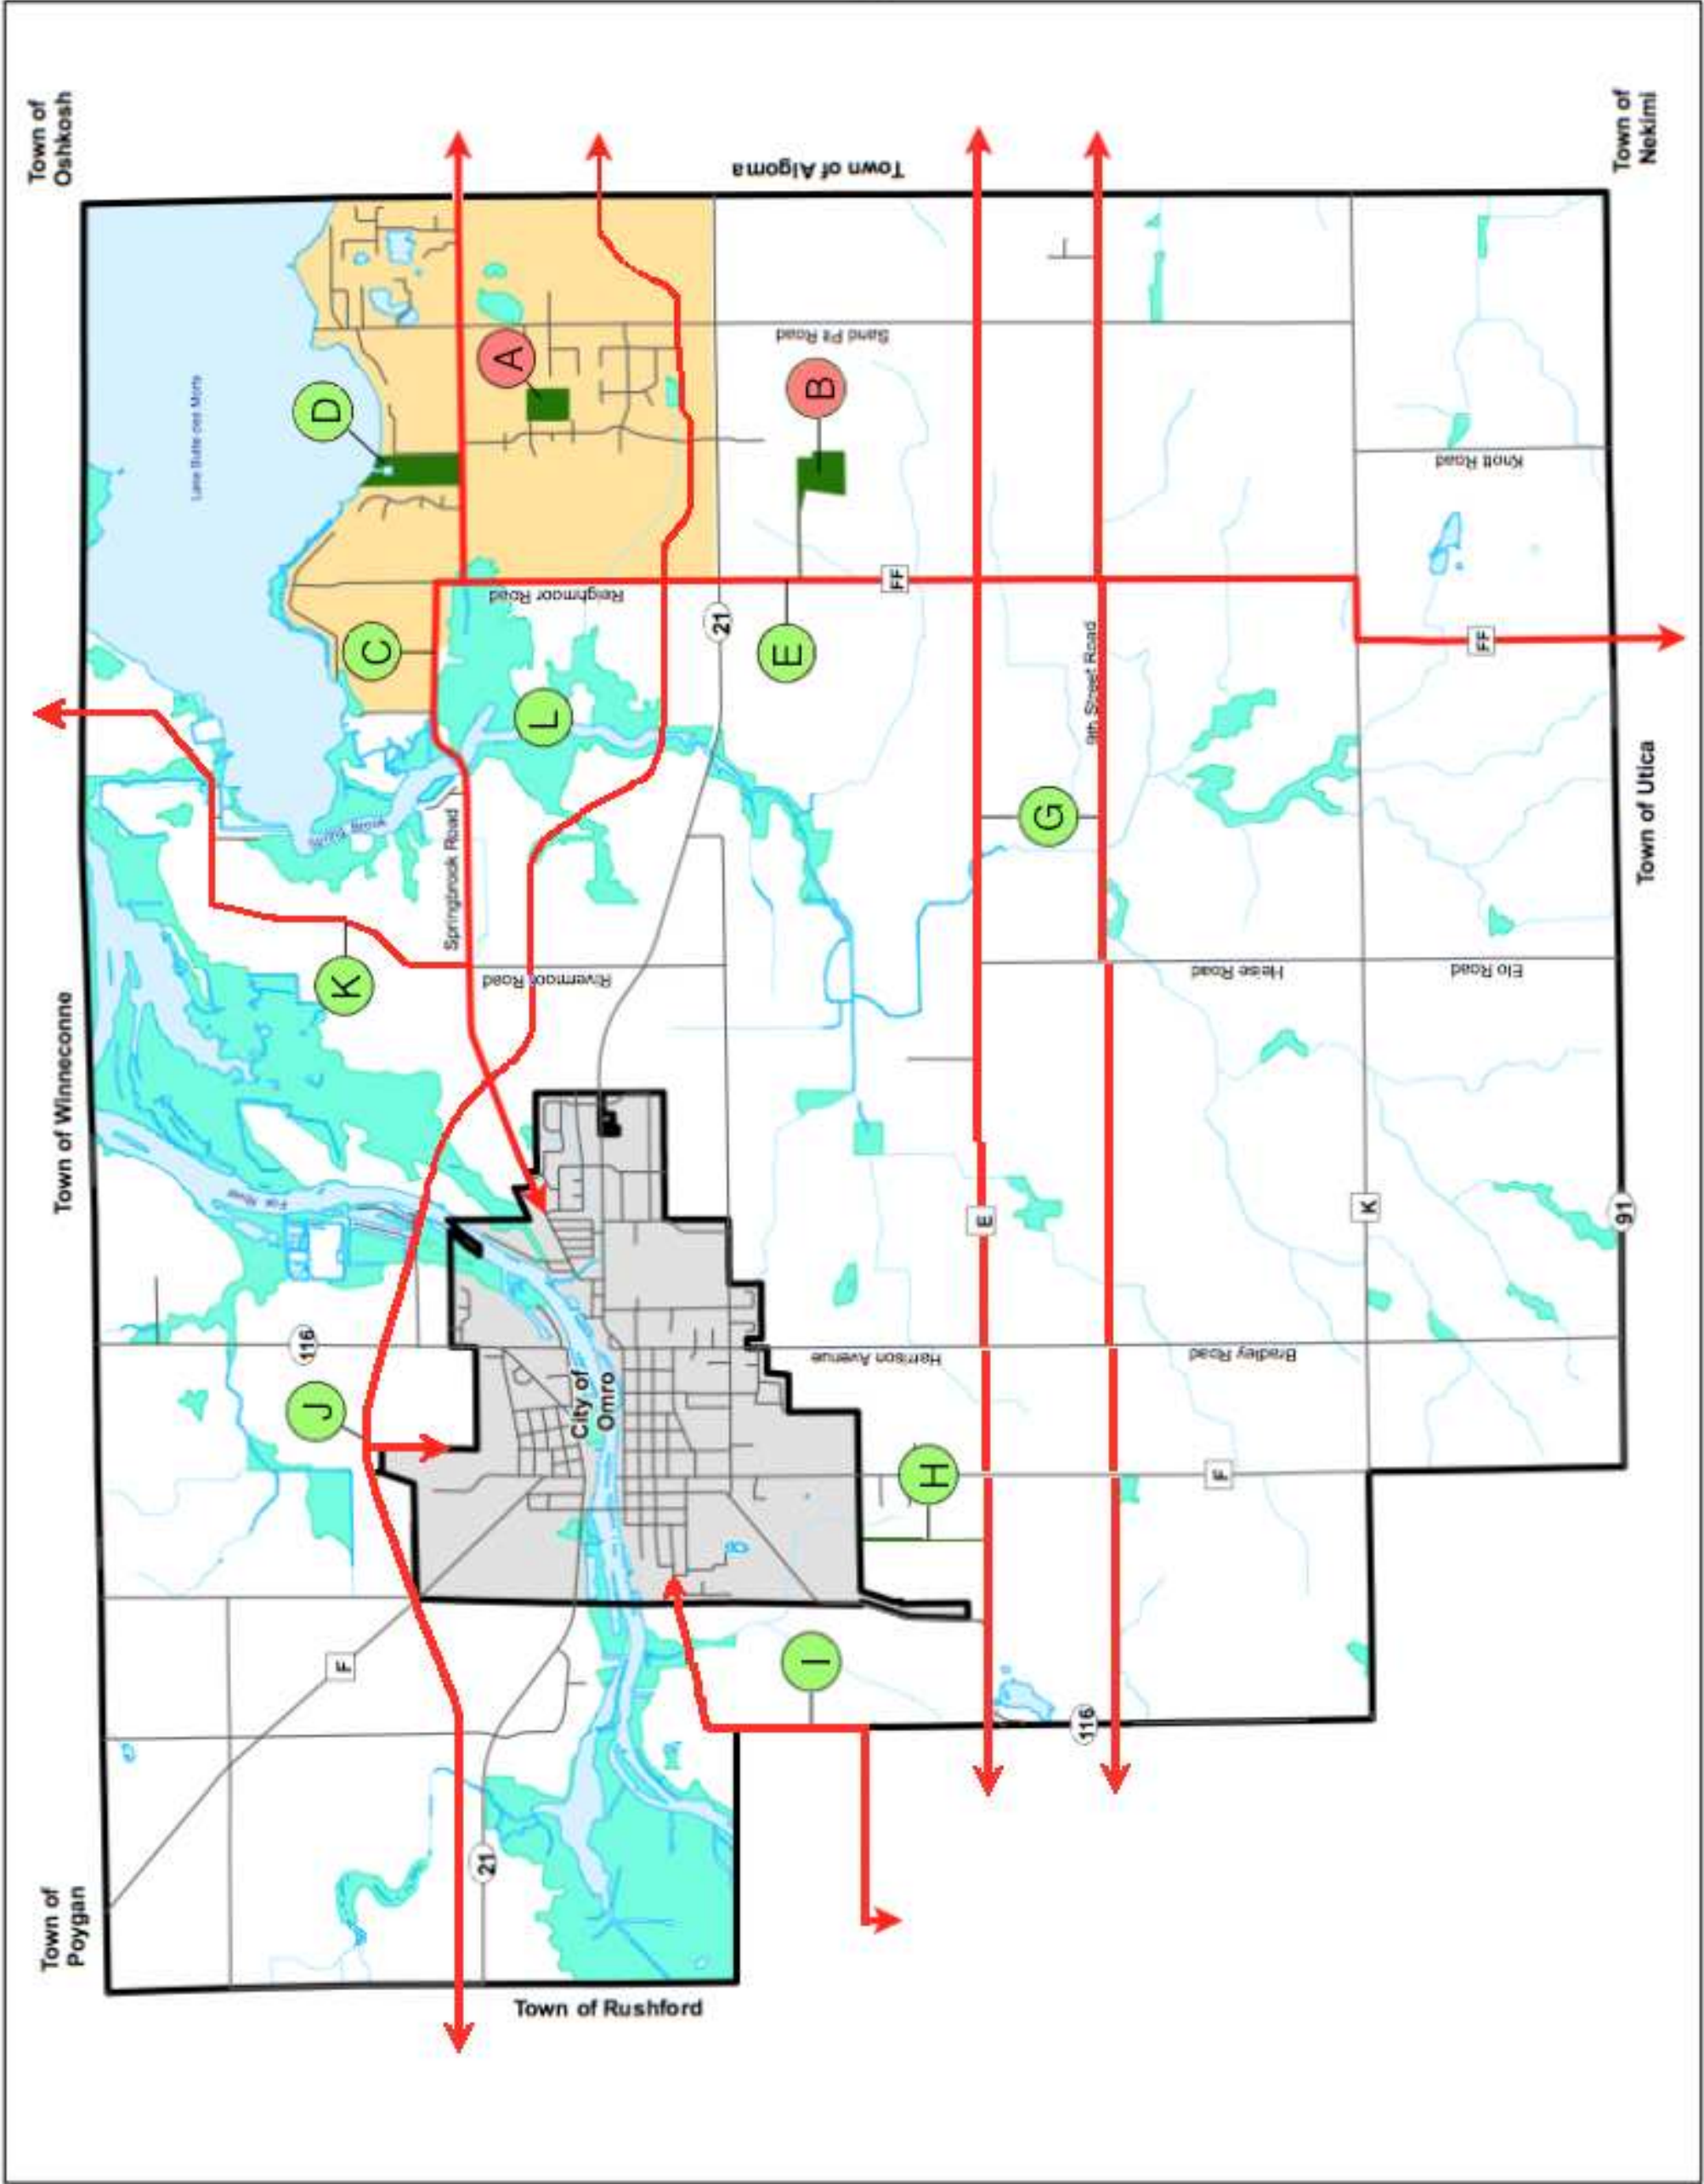 Town of
Poygan
Town of Winneconne
Town of
Oshkosh
Lake Butte des Morts
Spring Brook
Fox River
F
116
J
K
D
C
A
L
Springbrook Road
Rivermoor Road
Reighmoor Road
21
21
City of
Omro
Town of Rushford
I
H
E
B
Sand Pit Road
Town of Algoma
FF
Harrison Avenue
E
G
9th Street Road
116
F
Bradley Road
Heise Road
K
Elo Road
Knott Road
FF
91
Town of Utica
Town of
Nekimi